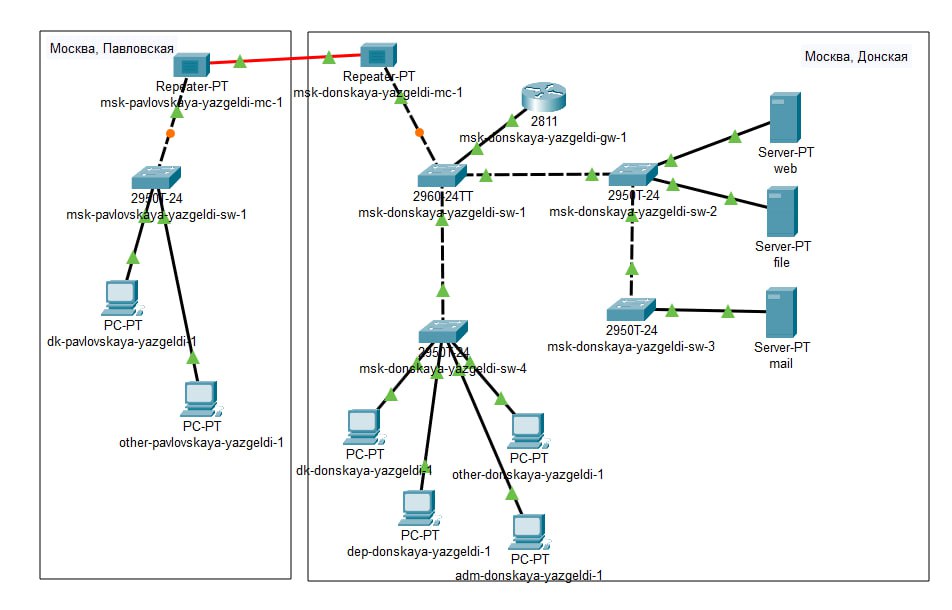 Москва, Павловская
Repeater-PT
msk-pavlovskaya-yazgeldi-mc-1
2950T-24
msk-pavlovskaya-yazgeldi-sw-1
PC-PT
dk-pavlovskaya-yazgeldi-1
PC-PT
other-pavlovskaya-yazgeldi-1
Москва, Донская
Repeater-PT
msk-donskaya-yazgeldi-mc-1
2811
msk-donskaya-yazgeldi-gw-1
2960-24TT
msk-donskaya-yazgeldi-sw-1
2950T-24
msk-donskaya-yazgeldi-sw-2
Server-PT
web
Server-PT
file
2950T-24
msk-donskaya-yazgeldi-sw-3
Server-PT
mail
2950T-24
msk-donskaya-yazgeldi-sw-4
PC-PT
dk-donskaya-yazgeldi-1
PC-PT
other-donskaya-yazgeldi-1
PC-PT
dep-donskaya-yazgeldi-1
PC-PT
adm-donskaya-yazgeldi-1